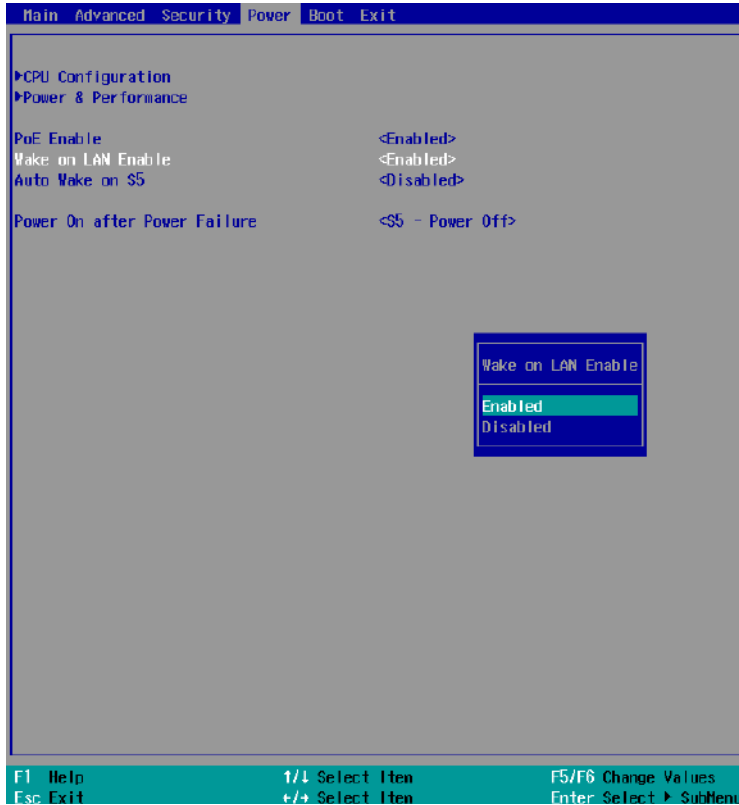 Main Advanced Security Power Boot Exit
►CPU Configuration
►Power & Performance
PoE Enable <Enabled>
Wake on LAN Enable <Enabled>
Auto Wake on S5 <Disabled>
Power On after Power Failure <S5 - Power Off>
Wake on LAN Enable
Enabled
Disabled
F1 Help ↑/↓ Select Item F5/F6 Change Values
Esc Exit ←/→ Select Item Enter Select ► SubMenu